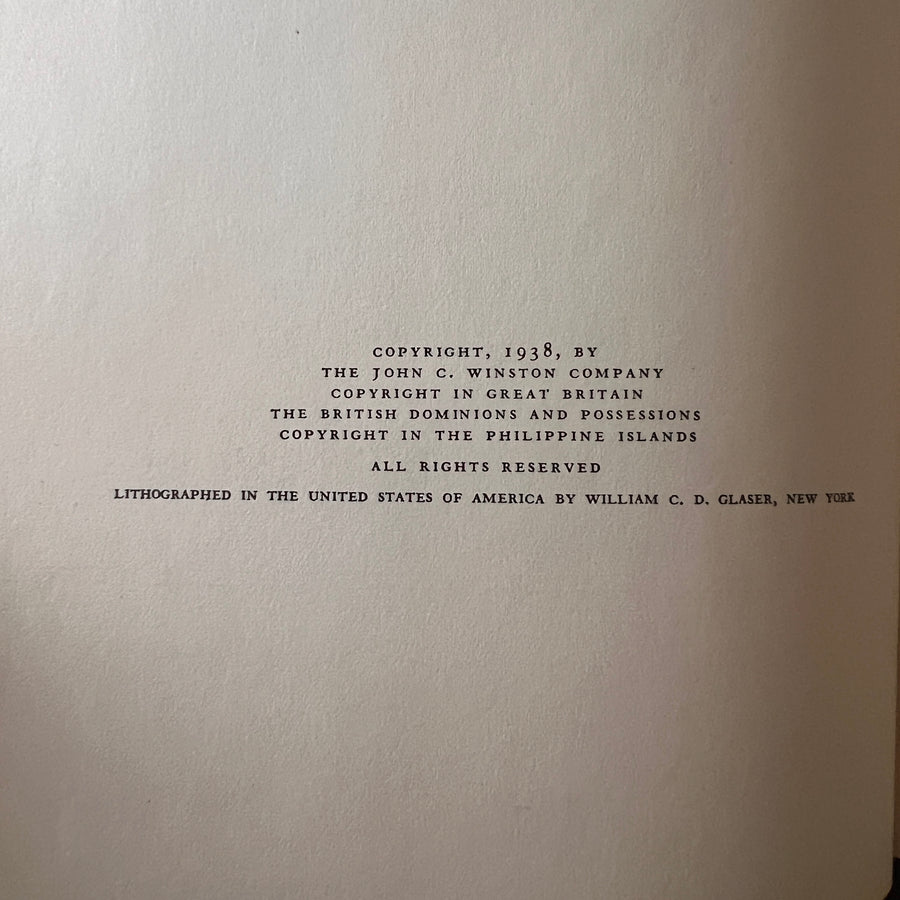 COPYRIGHT, 1938, BY
THE JOHN C. WINSTON COMPANY
COPYRIGHT IN GREAT BRITAIN
THE BRITISH DOMINIONS AND POSSESSIONS
COPYRIGHT IN THE PHILIPPINE ISLANDS
ALL RIGHTS RESERVED
LITHOGRAPHED IN THE UNITED STATES OF AMERICA BY WILLIAM C. D. GLASER, NEW YORK